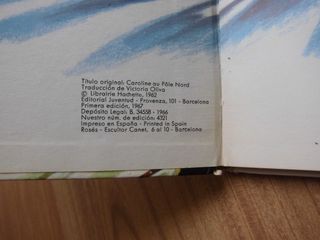 Título original: Caroline au Pôle Nord
Traducción de Victoria Oliva
© Librairie Hachette, 1962
Editorial Juventud - Provenza, 101 - Barcelona
Primera edición, 1967
Depósito Legal: B. 34558 - 1966
Nuestro núm. de edición: 4321
Impreso en España - Printed in Spain
Rosés - Escultor Canet, 6 al 10 - Barcelona